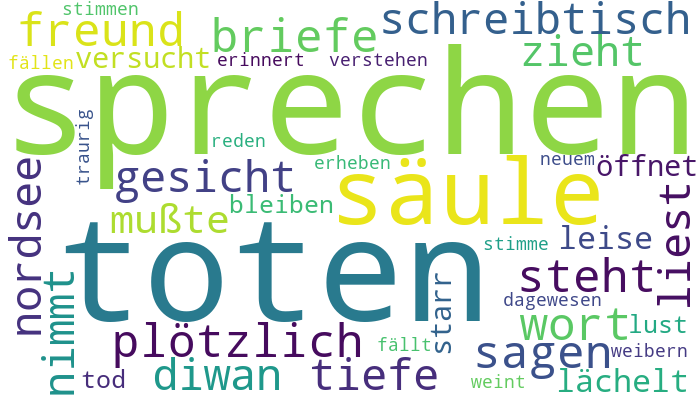 stimmen
freund
briefe
schreibtisch
fällen
versucht
erinnert
verstehen
zieht
sprechen
traurig
reden
gesicht
erheben
säule
neuem
öffnet
nordsee
mußte
bleiben
liest
toten
stimme
leise
nimmt
steht
dagewesen
plötzlich
starr
wort
lust
fällt
sagen
weibern
tod
diwan
tiefe
weint
lächelt